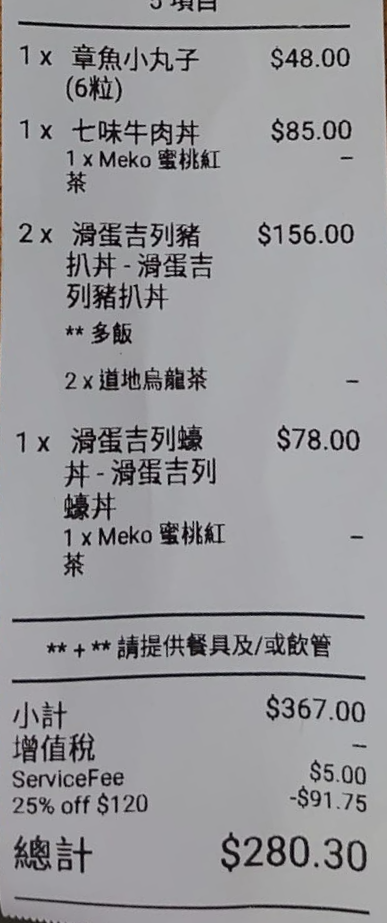 5 項目
1 x 章魚小丸子 $48.00
(6粒)
1 x 七味牛肉丼 $85.00
1 x Meko 蜜桃紅 –
茶
2 x 滑蛋吉列豬 $156.00
扒丼 - 滑蛋吉
列豬扒丼
** 多飯
2 x 道地烏龍茶 –
1 x 滑蛋吉列蠔 $78.00
丼 - 滑蛋吉列
蠔丼
1 x Meko 蜜桃紅 –
茶
** + ** 請提供餐具及/或飲管
小計 $367.00
增值稅 –
ServiceFee $5.00
25% off $120 -$91.75
總計 $280.30